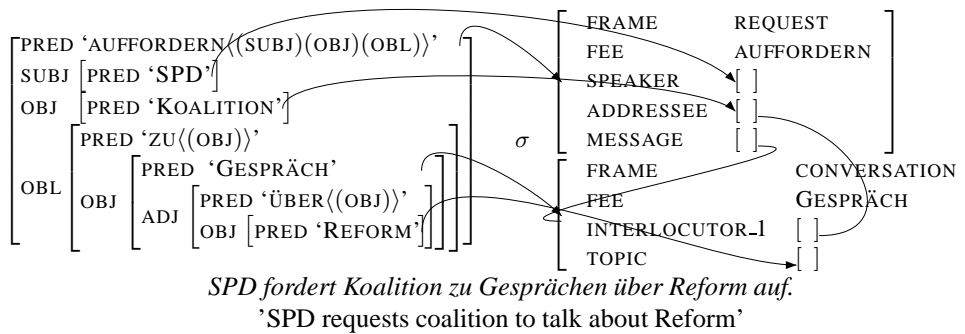 PRED ‘AUFFORDERN⟨(SUBJ)(OBJ)(OBL)⟩’
SUBJ [PRED ‘SPD’]
OBJ [PRED ‘KOALITION’]
OBL
PRED ‘ZU⟨(OBJ)⟩’
OBJ
PRED ‘GESPRÄCH’
ADJ
PRED ‘ÜBER⟨(OBJ)⟩’
OBJ [PRED ‘REFORM’]
σ
FRAME REQUEST
FEE AUFFORDERN
SPEAKER [ ]
ADDRESSEE [ ]
MESSAGE [ ]
FRAME CONVERSATION
FEE GESPRÄCH
INTERLOCUTOR_1 [ ]
TOPIC [ ]
SPD fordert Koalition zu Gesprächen über Reform auf.
'SPD requests coalition to talk about Reform'